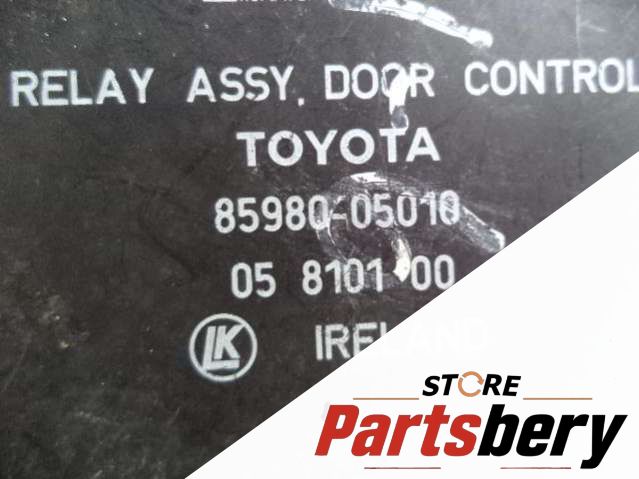 RELAY ASSY, DOOR CONTROL
TOYOTA
85980-05010
05 8101 00
LK IRELAND
STORE
Partsbery